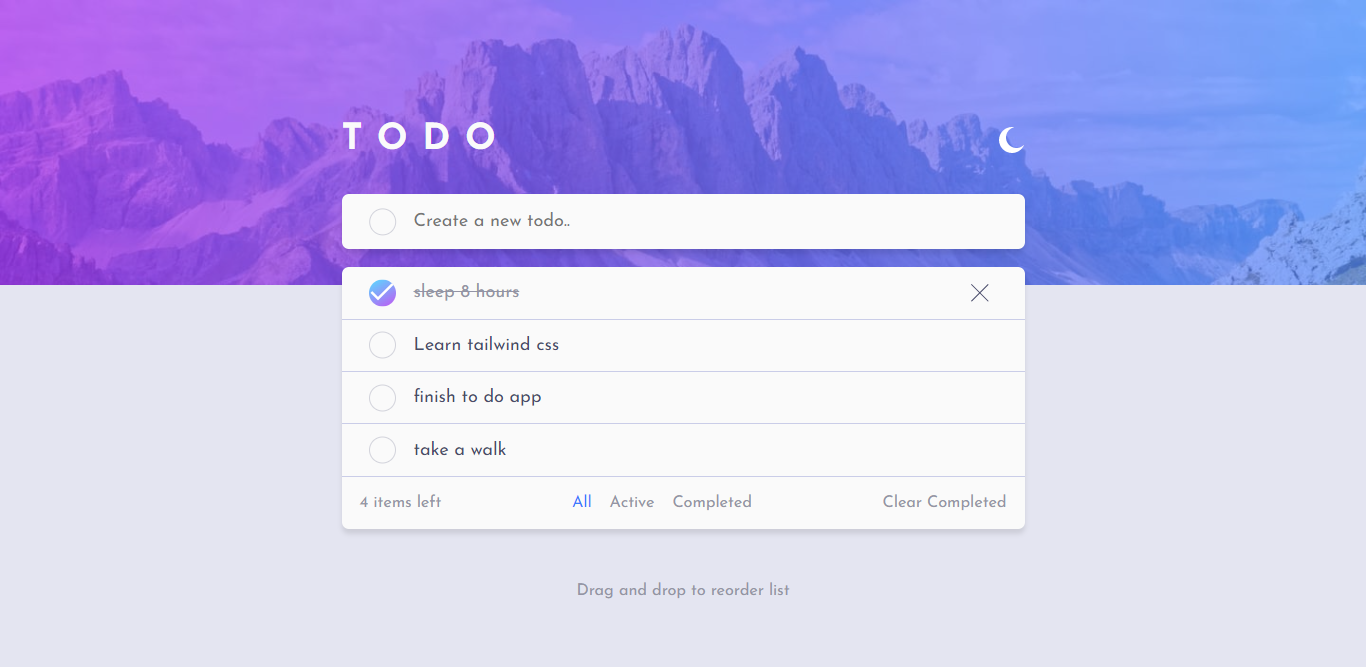 TODO
Create a new todo..
sleep 8 hours
Learn tailwind css
finish to do app
take a walk
4 items left All Active Completed Clear Completed
Drag and drop to reorder list